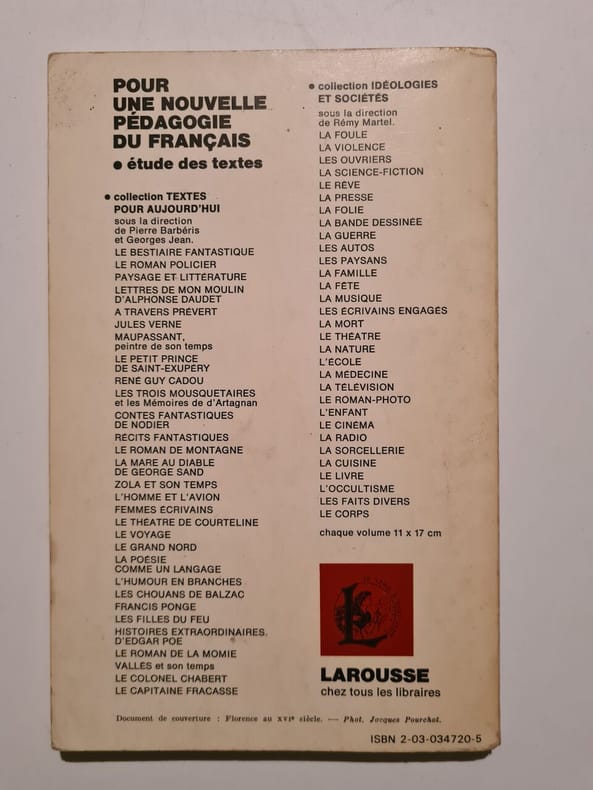 POUR
UNE NOUVELLE
PÉDAGOGIE
DU FRANÇAIS
● étude des textes
● collection TEXTES
POUR AUJOURD'HUI
sous la direction
de Pierre Barbéris
et Georges Jean.
LE BESTIAIRE FANTASTIQUE
LE ROMAN POLICIER
PAYSAGE ET LITTÉRATURE
LETTRES DE MON MOULIN
D'ALPHONSE DAUDET
A TRAVERS PRÉVERT
JULES VERNE
MAUPASSANT,
peintre de son temps
LE PETIT PRINCE
DE SAINT-EXUPÉRY
RENÉ GUY CADOU
LES TROIS MOUSQUETAIRES
et les Mémoires de d'Artagnan
CONTES FANTASTIQUES
DE NODIER
RÉCITS FANTASTIQUES
LE ROMAN DE MONTAGNE
LA MARE AU DIABLE
DE GEORGE SAND
ZOLA ET SON TEMPS
L'HOMME ET L'AVION
FEMMES ÉCRIVAINS
LE THÉATRE DE COURTELINE
LE VOYAGE
LE GRAND NORD
LA POÉSIE
COMME UN LANGAGE
L'HUMOUR EN BRANCHES
LES CHOUANS DE BALZAC
FRANCIS PONGE
LES FILLES DU FEU
HISTOIRES EXTRAORDINAIRES,
D'EDGAR POE
LE ROMAN DE LA MOMIE
VALLÈS et son temps
LE COLONEL CHABERT
LE CAPITAINE FRACASSE
● collection IDÉOLOGIES
ET SOCIÉTÉS
sous la direction
de Rémy Martel.
LA FOULE
LA VIOLENCE
LES OUVRIERS
LA SCIENCE-FICTION
LE RÊVE
LA PRESSE
LA FOLIE
LA BANDE DESSINÉE
LA GUERRE
LES AUTOS
LES PAYSANS
LA FAMILLE
LA FÊTE
LA MUSIQUE
LES ÉCRIVAINS ENGAGÉS
LA MORT
LE THÉATRE
LA NATURE
L'ÉCOLE
LA MÉDECINE
LA TÉLÉVISION
LE ROMAN-PHOTO
L'ENFANT
LE CINÉMA
LA RADIO
LA SORCELLERIE
LA CUISINE
LE LIVRE
L'OCCULTISME
LES FAITS DIVERS
LE CORPS
chaque volume 11 x 17 cm
LAROUSSE
chez tous les libraires
Document de couverture : Florence au XVIe siècle. — Phot. Jacques Pourchot.
ISBN 2-03-034720-5